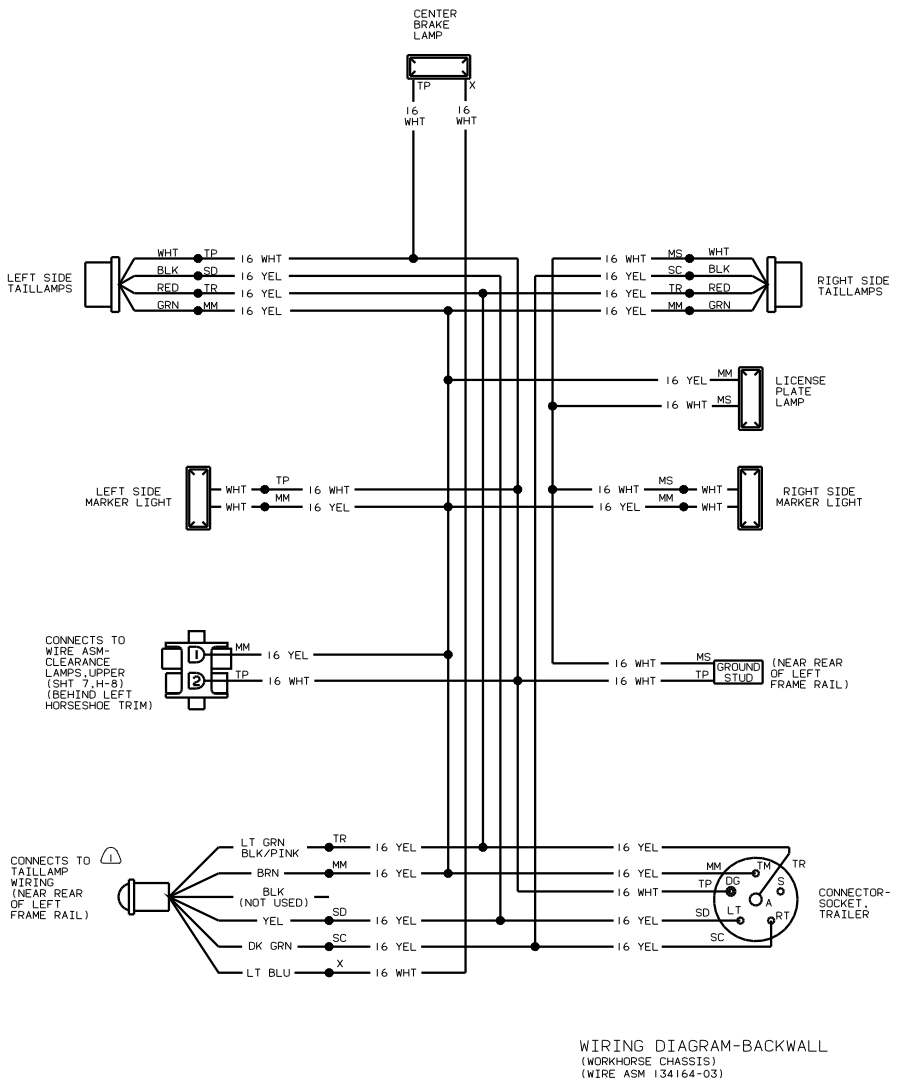 CENTER
BRAKE
LAMP
TP X
16 WHT
16 WHT
LEFT SIDE
TAILLAMPS
WHT TP 16 WHT
BLK SD 16 YEL
RED TR 16 YEL
GRN MM 16 YEL
16 WHT MS WHT
16 YEL SC BLK
16 YEL TR RED
16 YEL MM GRN
RIGHT SIDE
TAILLAMPS
16 YEL MM
16 WHT MS
LICENSE
PLATE
LAMP
LEFT SIDE
MARKER LIGHT
WHT TP 16 WHT
WHT MM 16 YEL
16 WHT MS WHT
16 YEL MM WHT
RIGHT SIDE
MARKER LIGHT
CONNECTS TO
WIRE ASM-
CLEARANCE
LAMPS,UPPER
(SHT 7,H-8)
(BEHIND LEFT
HORSESHOE TRIM)
1 MM 16 YEL
2 TP 16 WHT
16 WHT MS
16 WHT TP
GROUND
STUD
(NEAR REAR
OF LEFT
FRAME RAIL)
CONNECTS TO 1
TAILLAMP
WIRING
(NEAR REAR
OF LEFT
FRAME RAIL)
LT GRN
BLK/PINK
TR 16 YEL
BRN MM 16 YEL
BLK
(NOT USED)
YEL SD 16 YEL
DK GRN SC 16 YEL
LT BLU X 16 WHT
16 YEL TR
16 YEL MM TM
16 WHT TP DG
S
A
16 YEL SD LT
16 YEL SC RT
CONNECTOR-
SOCKET,
TRAILER
WIRING DIAGRAM-BACKWALL
(WORKHORSE CHASSIS)
(WIRE ASM 134164-03)